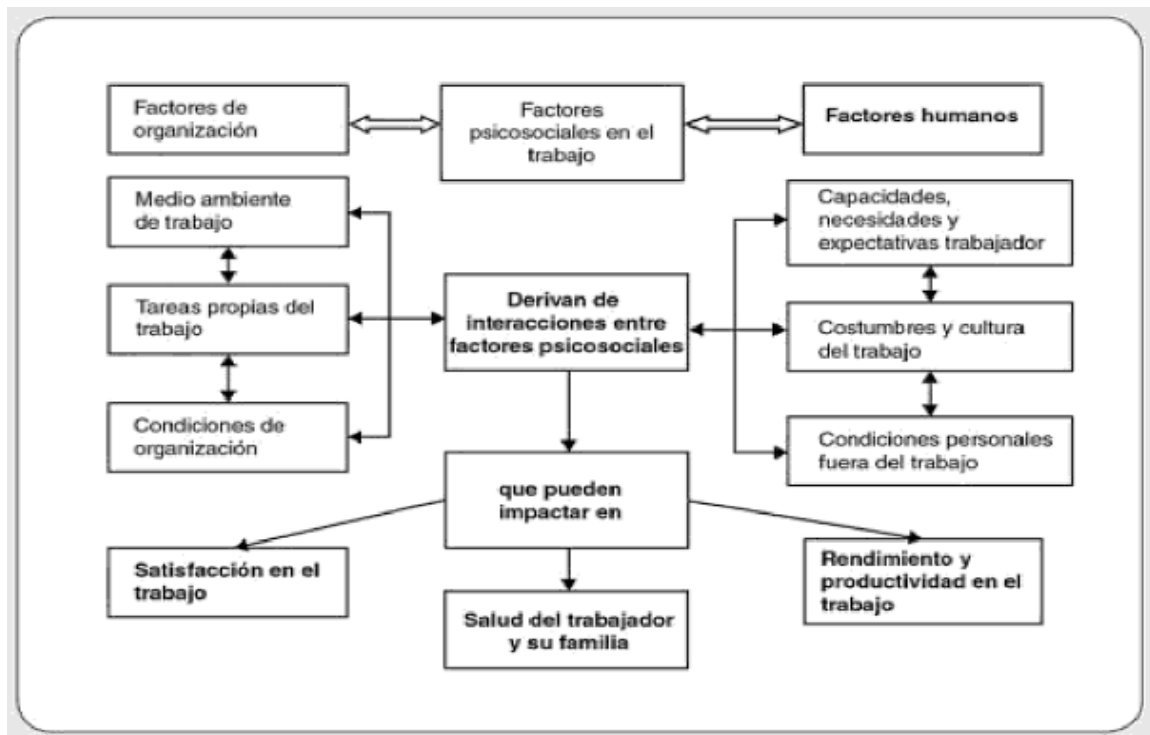 Factores de
organización
Factores
psicosociales en el
trabajo
Factores humanos
Medio ambiente
de trabajo
Capacidades,
necesidades y
expectativas trabajador
Tareas propias del
trabajo
Derivan de
interacciones entre
factores psicosociales
Costumbres y cultura
del trabajo
Condiciones de
organización
Condiciones personales
fuera del trabajo
que pueden
impactar en
Satisfacción en el
trabajo
Salud del trabajador
y su familia
Rendimiento y
productividad en el
trabajo